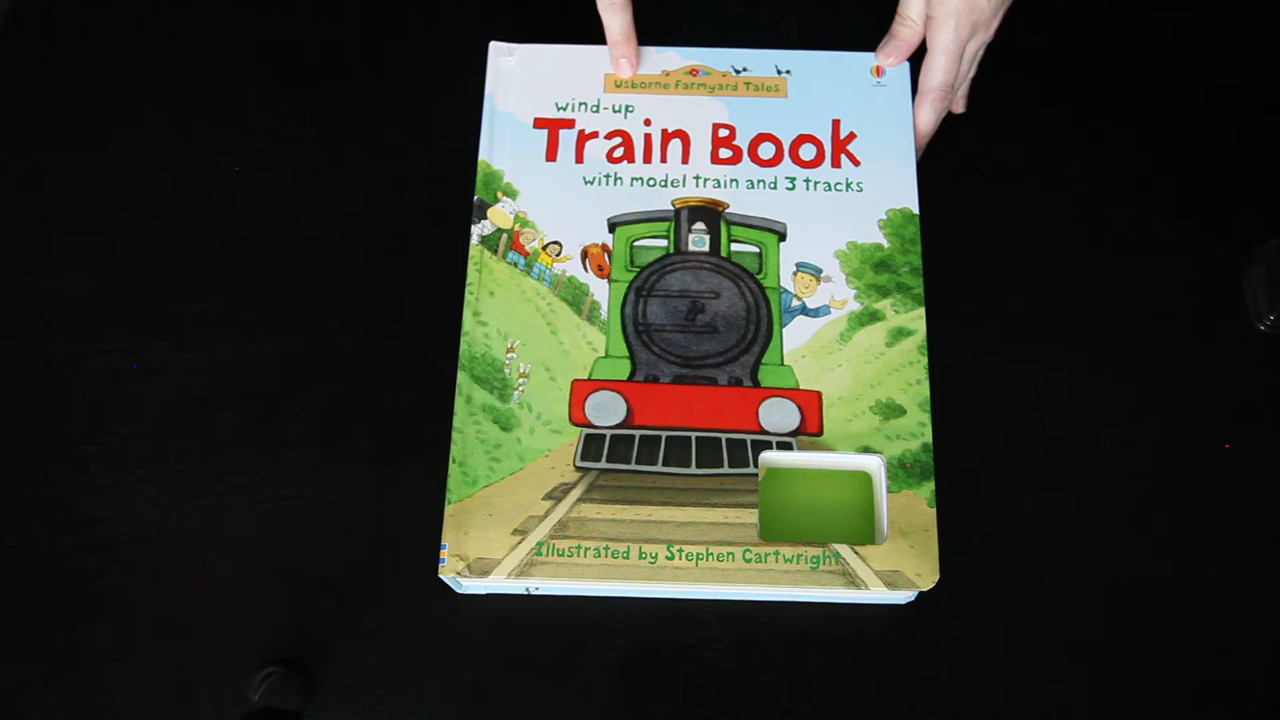 Usborne Farmyard Tales
wind-up
Train Book
with model train and 3 tracks
Illustrated by Stephen Cartwright